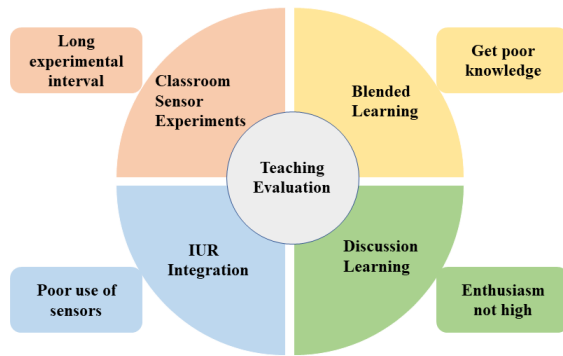 Long
experimental
interval
Classroom
Sensor
Experiments
Blended
Learning
Get poor
knowledge
Teaching
Evaluation
IUR
Integration
Discussion
Learning
Poor use of
sensors
Enthusiasm
not high